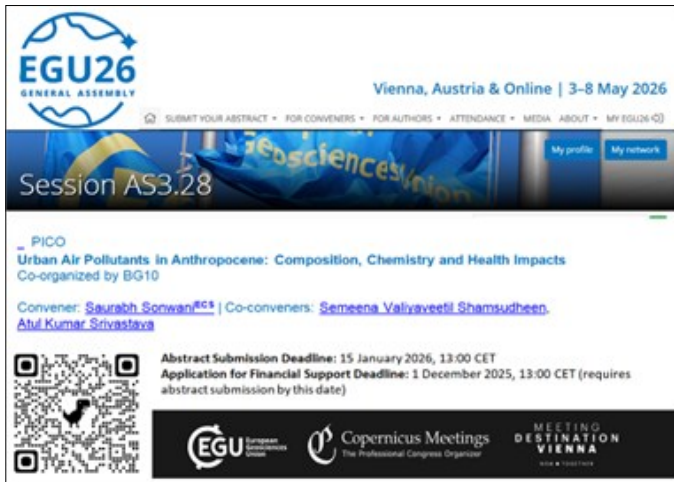 EGU26
GENERAL ASSEMBLY
Vienna, Austria & Online | 3–8 May 2026
SUBMIT YOUR ABSTRACT FOR CONVENERS FOR AUTHORS ATTENDANCE MEDIA ABOUT MY EGU26
My profile My network
Geosciences Union
Session AS3.28
PICO
Urban Air Pollutants in Anthropocene: Composition, Chemistry and Health Impacts
Co-organized by BG10
Convener: Saurabh Sonwani ECS | Co-conveners: Semeena Valiyaveetil Shamsudheen,
Atul Kumar Srivastava
Abstract Submission Deadline: 15 January 2026, 13:00 CET
Application for Financial Support Deadline: 1 December 2025, 13:00 CET (requires
abstract submission by this date)
EGU European Geosciences Union
Copernicus Meetings
The Professional Congress Organizer
MEETING
DESTINATION
VIENNA
NOW TOGETHER